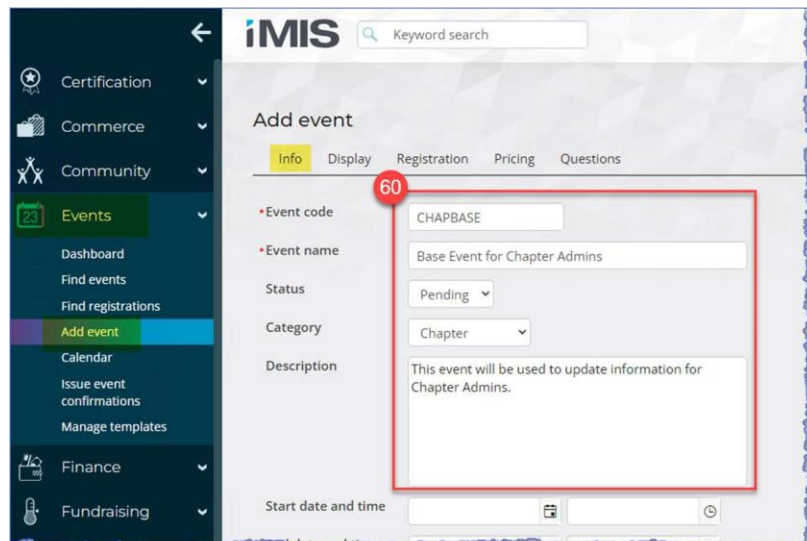 iMIS
Keyword search
Certification
Commerce
Community
23
Events
Dashboard
Find events
Find registrations
Add event
Calendar
Issue event
confirmations
Manage templates
Finance
Fundraising
Add event
Info Display Registration Pricing Questions
60
•Event code CHAPBASE
•Event name Base Event for Chapter Admins
Status Pending
Category Chapter
Description This event will be used to update information for
Chapter Admins.
Start date and time